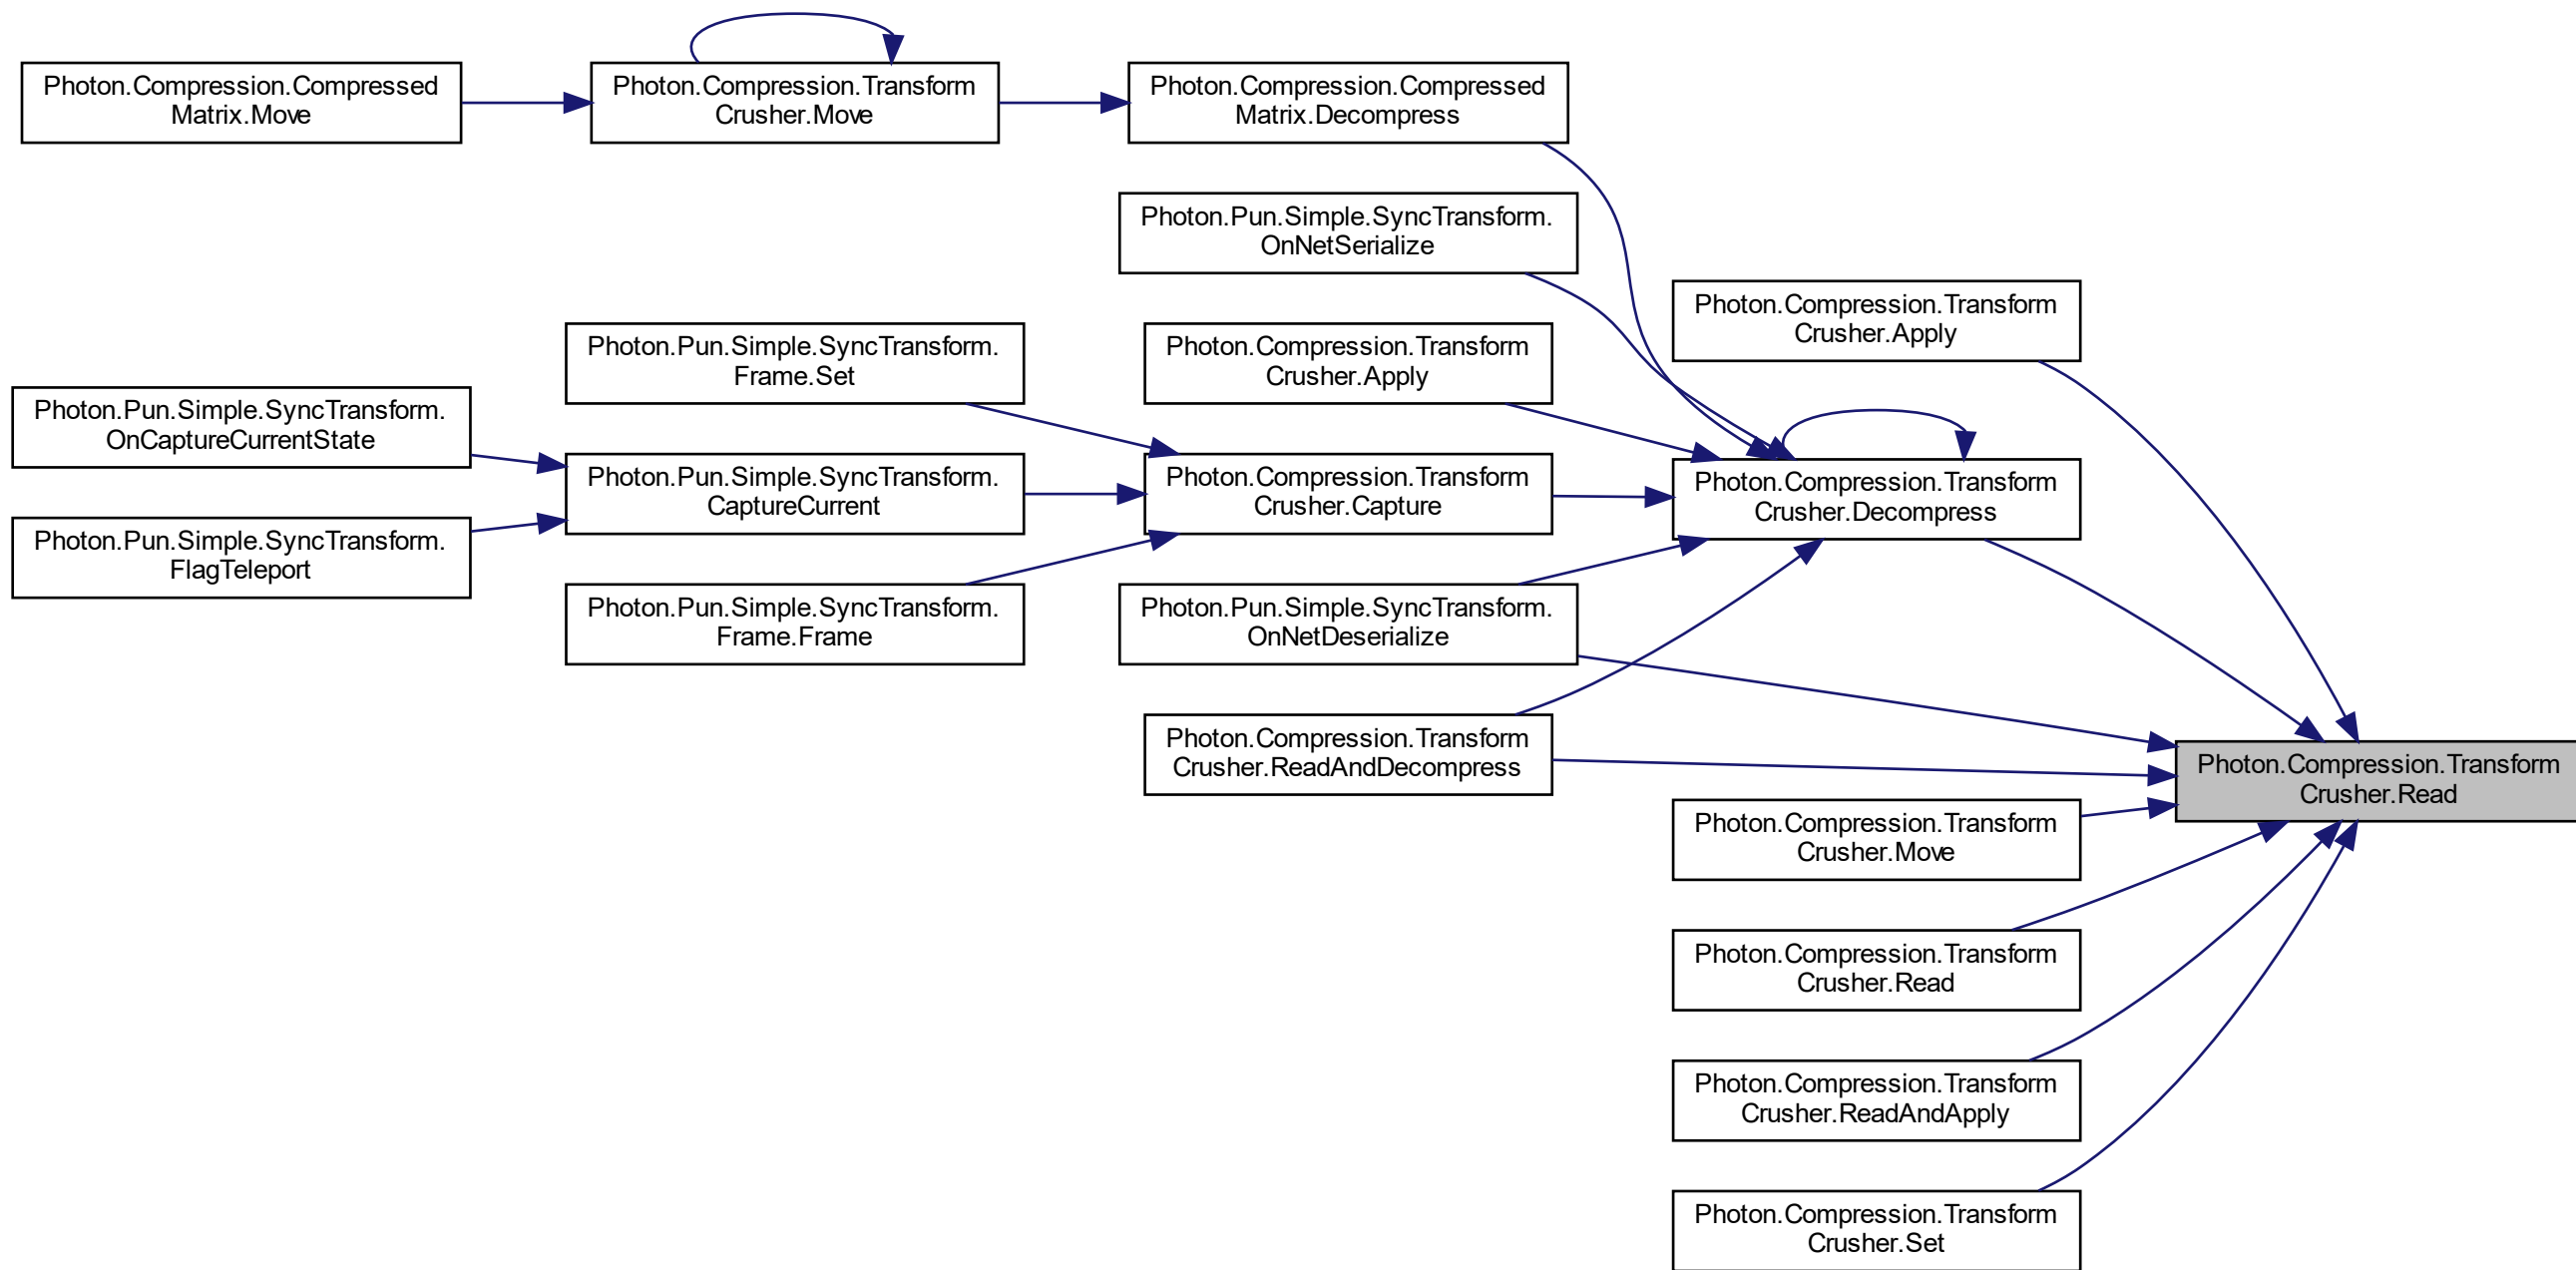 Photon.Compression.Compressed
Matrix.Move
Photon.Compression.Transform
Crusher.Move
Photon.Compression.Compressed
Matrix.Decompress
Photon.Pun.Simple.SyncTransform.
OnNetSerialize
Photon.Compression.Transform
Crusher.Apply
Photon.Pun.Simple.SyncTransform.
Frame.Set
Photon.Compression.Transform
Crusher.Apply
Photon.Pun.Simple.SyncTransform.
OnCaptureCurrentState
Photon.Pun.Simple.SyncTransform.
CaptureCurrent
Photon.Compression.Transform
Crusher.Capture
Photon.Compression.Transform
Crusher.Decompress
Photon.Pun.Simple.SyncTransform.
FlagTeleport
Photon.Pun.Simple.SyncTransform.
Frame.Frame
Photon.Pun.Simple.SyncTransform.
OnNetDeserialize
Photon.Compression.Transform
Crusher.ReadAndDecompress
Photon.Compression.Transform
Crusher.Read
Photon.Compression.Transform
Crusher.Move
Photon.Compression.Transform
Crusher.Read
Photon.Compression.Transform
Crusher.ReadAndApply
Photon.Compression.Transform
Crusher.Set